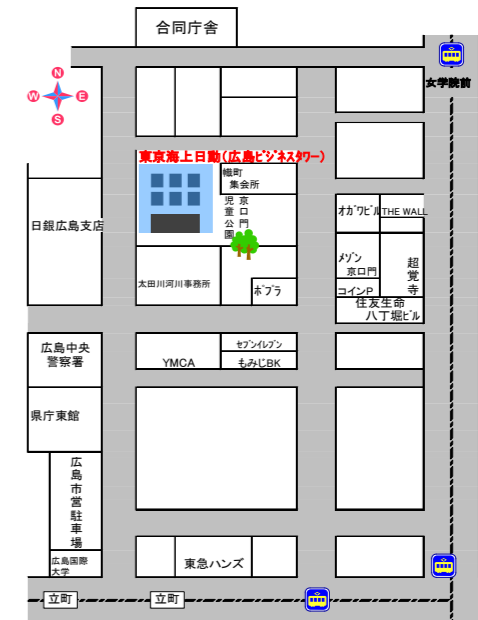 合同庁舎
N
W
E
S
女学院前
東京海上日動(広島ﾋﾞｼﾞﾈｽﾀﾜｰ)
幟町
集会所
京口門
児童公園
日銀広島支店
オガワビル
THE WALL
メゾン
京口門
超覚寺
コインP
太田川河川事務所
ポプラ
住友生命
八丁堀ビル
広島中央
警察署
YMCA
ｾﾌﾞﾝｲﾚﾌﾞﾝ
もみじBK
県庁東館
広島市営駐車場
広島国際
大学
東急ハンズ
立町
立町